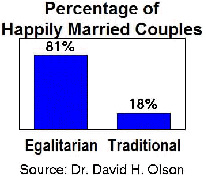 Percentage of
Happily Married Couples
81%
18%
Egalitarian Traditional
Source: Dr. David H. Olson